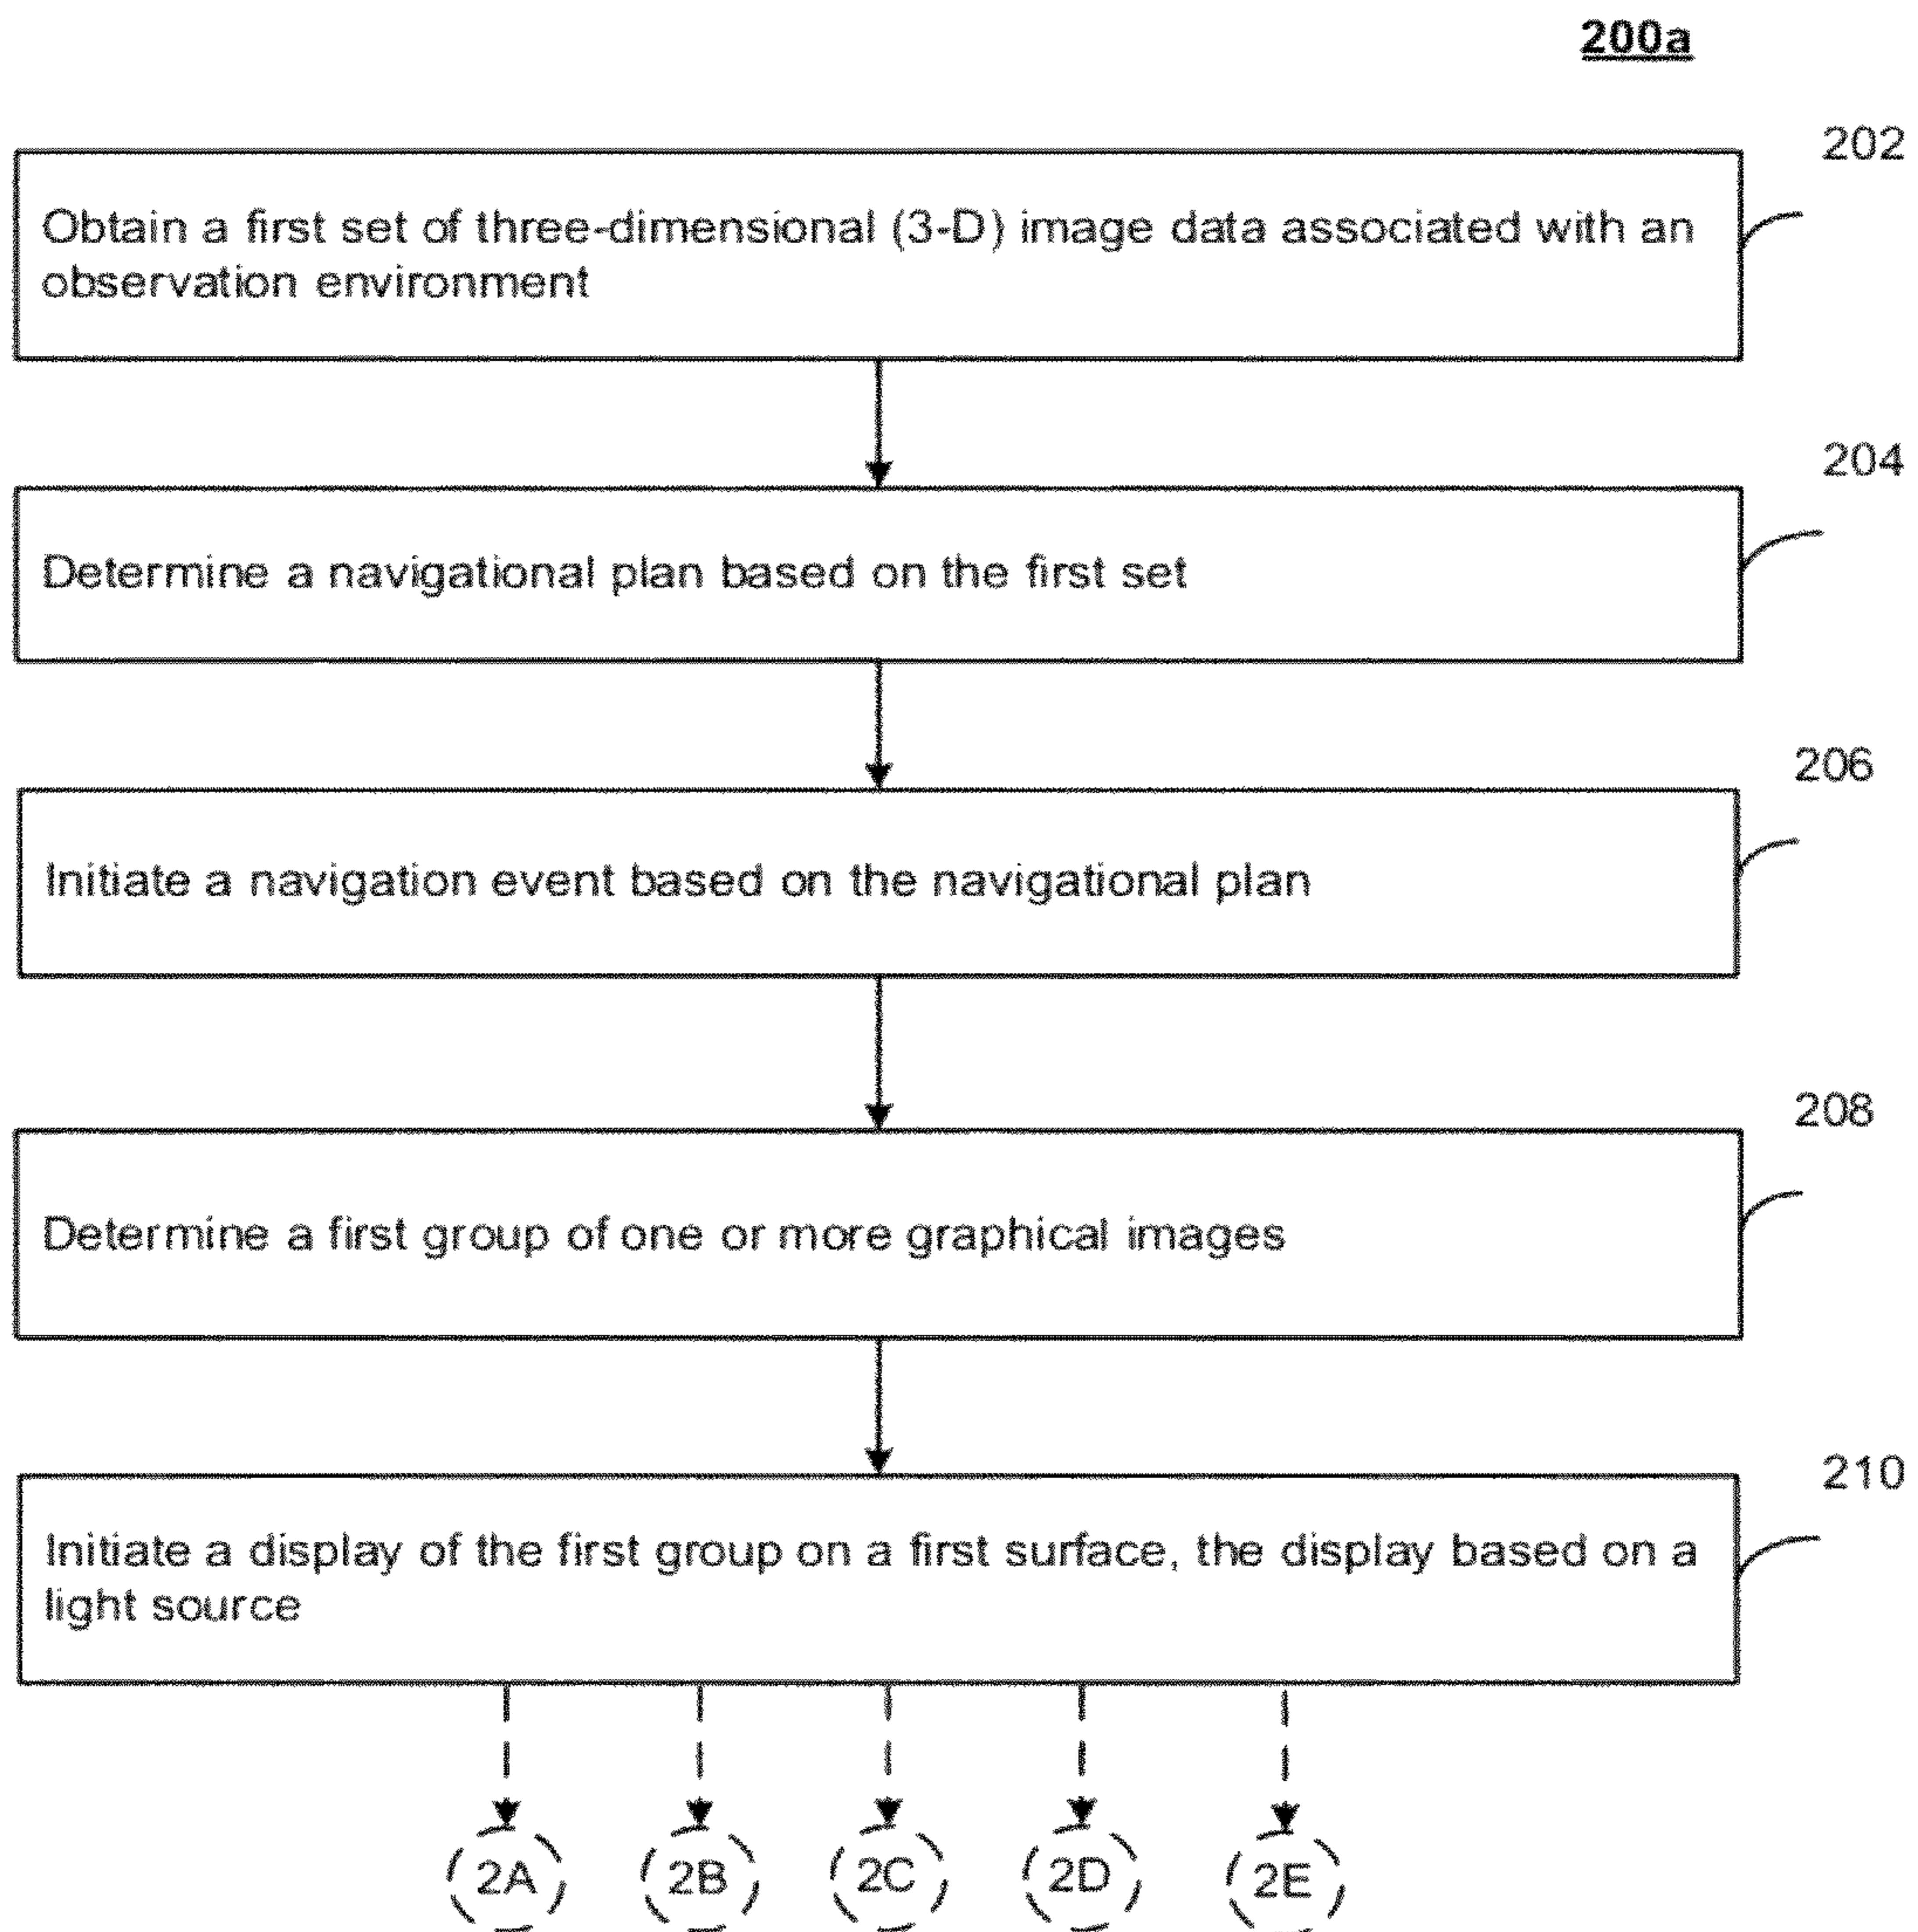 200a
202
Obtain a first set of three-dimensional (3-D) image data associated with an
observation environment
204
Determine a navigational plan based on the first set
206
Initiate a navigation event based on the navigational plan
208
Determine a first group of one or more graphical images
210
Initiate a display of the first group on a first surface, the display based on a
light source
2A 2B 2C 2D 2E